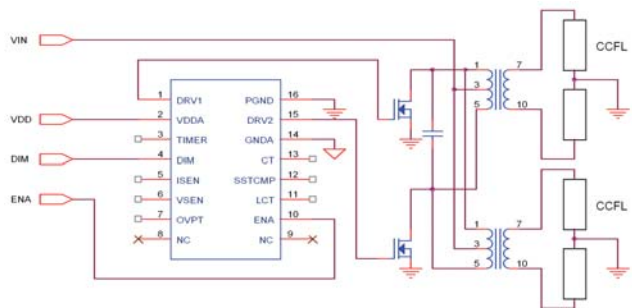 VIN
VDD
DIM
ENA
1 DRV1 PGND 16
2 VDDA DRV2 15
3 TIMER GNDA 14
4 DIM CT 13
5 ISEN SSTCMP 12
6 VSEN LCT 11
7 OVPT ENA 10
8 NC NC 9
1 7
3
5 10
CCFL
1 7
3
5 10
CCFL